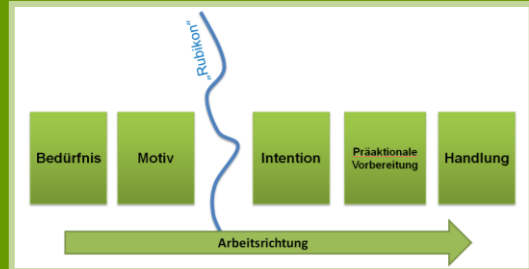 „Rubikon“
Bedürfnis
Motiv
Intention
Präaktionale
Vorbereitung
Handlung
Arbeitsrichtung